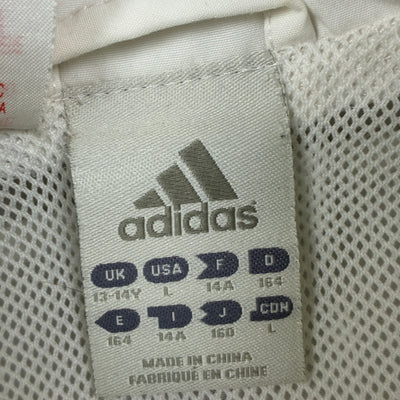 C
A
adidas
UK USA F D
13-14Y L 14A 164
E I J CDN
164 14A 160 L
MADE IN CHINA
FABRIQUÉ EN CHINE